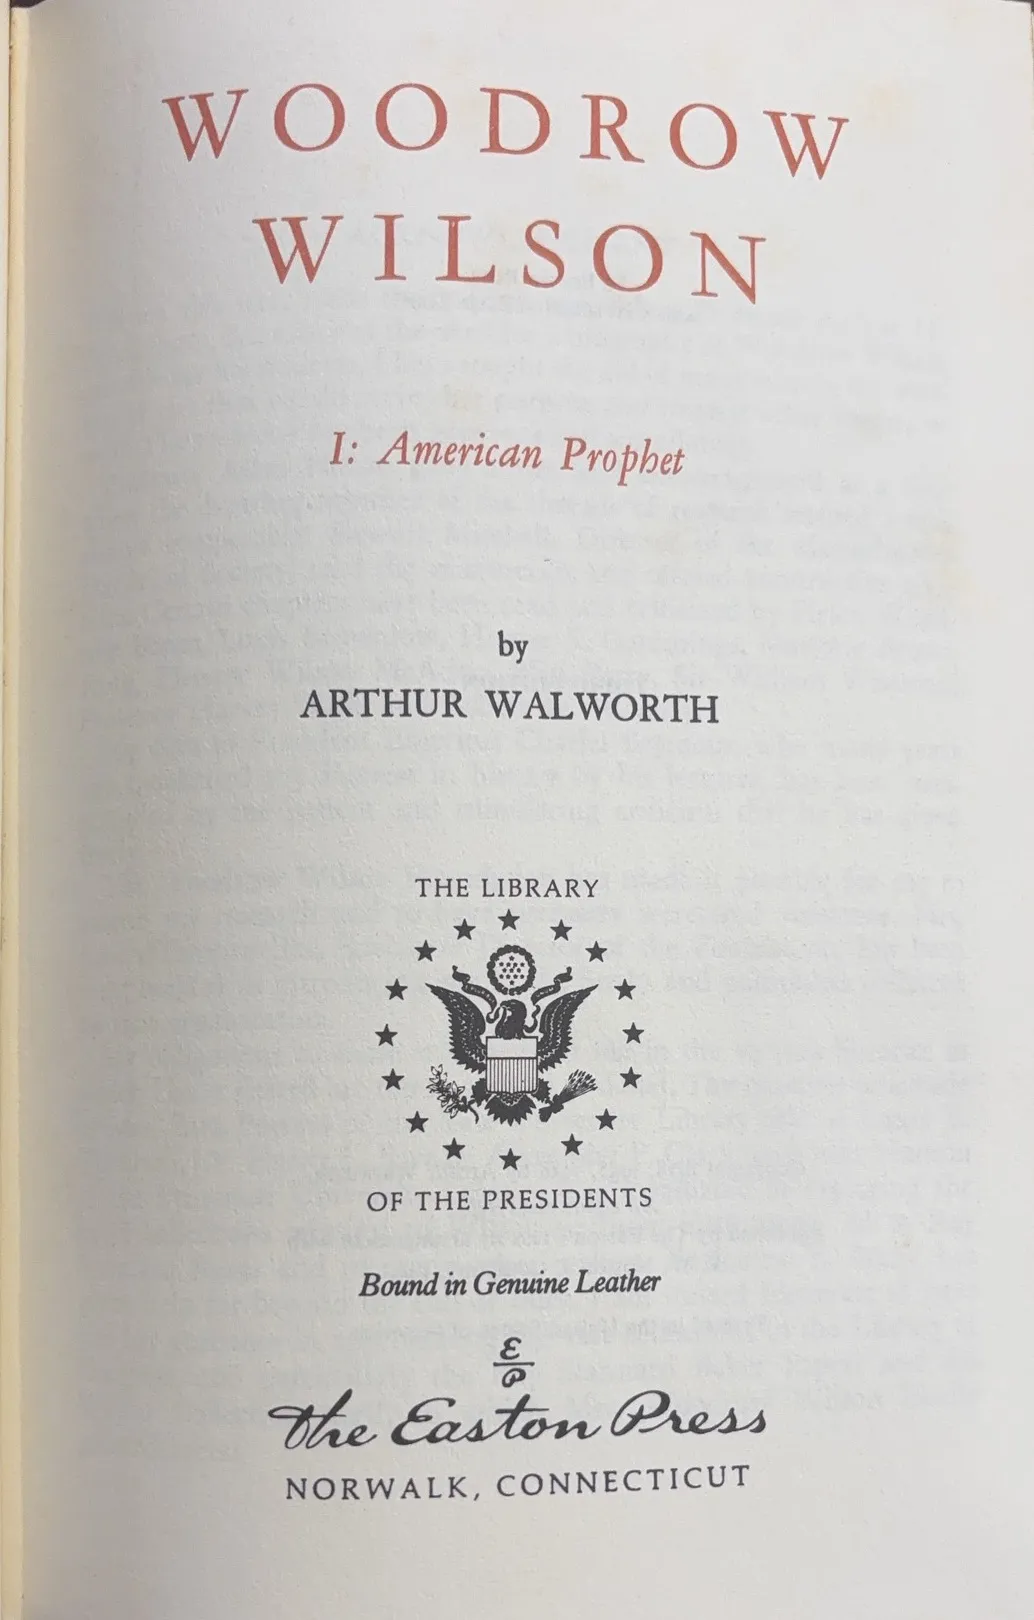 WOODROW
WILSON
I: American Prophet
by
ARTHUR WALWORTH
THE LIBRARY
OF THE PRESIDENTS
Bound in Genuine Leather
E
P
The Easton Press
NORWALK, CONNECTICUT